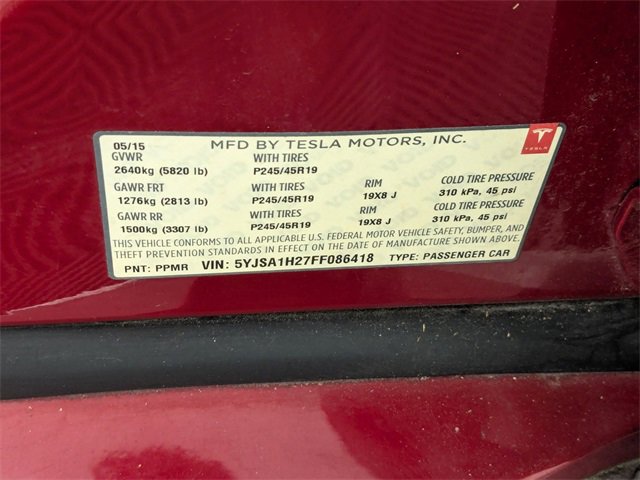 05/15 MFD BY TESLA MOTORS, INC. TESLA
GVWR WITH TIRES
2640kg (5820 lb) P245/45R19
GAWR FRT WITH TIRES RIM COLD TIRE PRESSURE
1276kg (2813 lb) P245/45R19 19X8 J 310 kPa, 45 psi
GAWR RR WITH TIRES RIM COLD TIRE PRESSURE
1500kg (3307 lb) P245/45R19 19X8 J 310 kPa, 45 psi
THIS VEHICLE CONFORMS TO ALL APPLICABLE U.S. FEDERAL MOTOR VEHICLE SAFETY, BUMPER, AND
THEFT PREVENTION STANDARDS IN EFFECT ON THE DATE OF MANUFACTURE SHOWN ABOVE.
PNT: PPMR VIN: 5YJSA1H27FF086418 TYPE: PASSENGER CAR